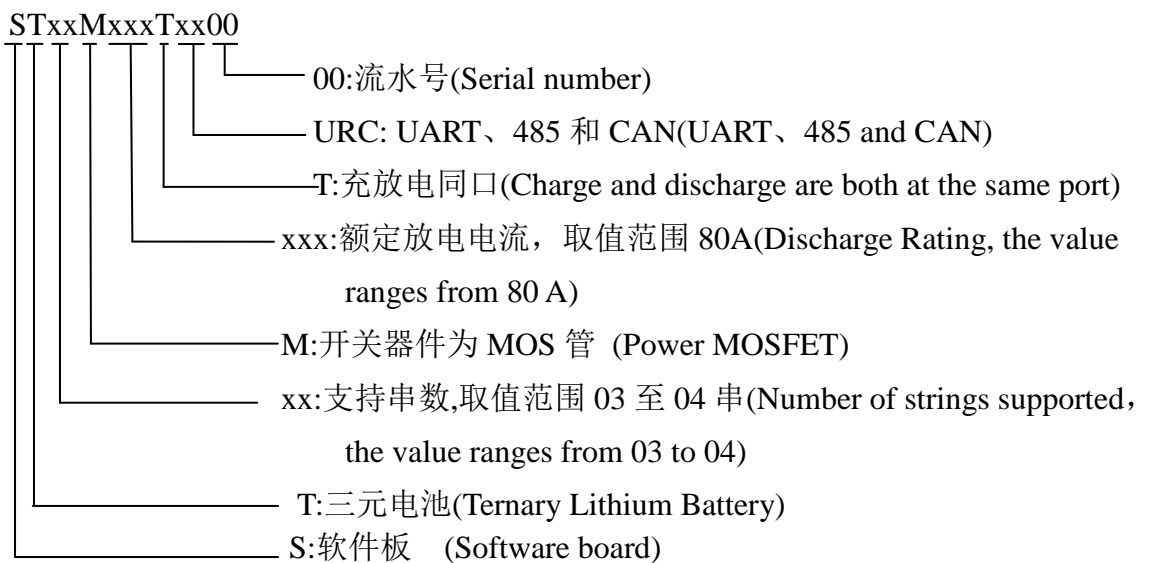 STxxMxxxTxx00
00:流水号(Serial number)
URC: UART、485 和 CAN(UART、485 and CAN)
T:充放电同口(Charge and discharge are both at the same port)
xxx:额定放电电流，取值范围 80A(Discharge Rating, the value
ranges from 80 A)
M:开关器件为 MOS 管 (Power MOSFET)
xx:支持串数,取值范围 03 至 04 串(Number of strings supported，
the value ranges from 03 to 04)
T:三元电池(Ternary Lithium Battery)
S:软件板 (Software board)